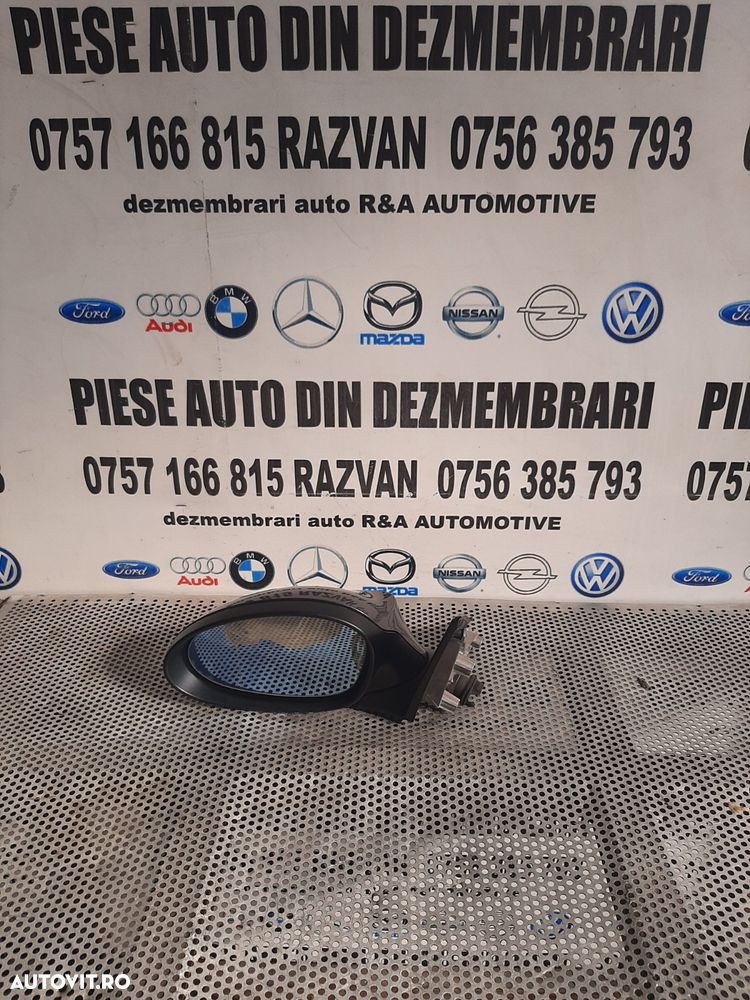 PIESE AUTO DIN DEZMEMBRARI
0757 166 815 RAZVAN 0756 385 793
dezmembrari auto R&A AUTOMOTIVE
Ford Audi BMW mazda NISSAN
PIESE AUTO DIN DEZMEMBRARI
0757 166 815 RAZVAN 0756 385 793 0757
dezmembrari auto R&A AUTOMOTIVE
Ford Audi BMW mazda NISSAN Ford
AUTOVIT.RO